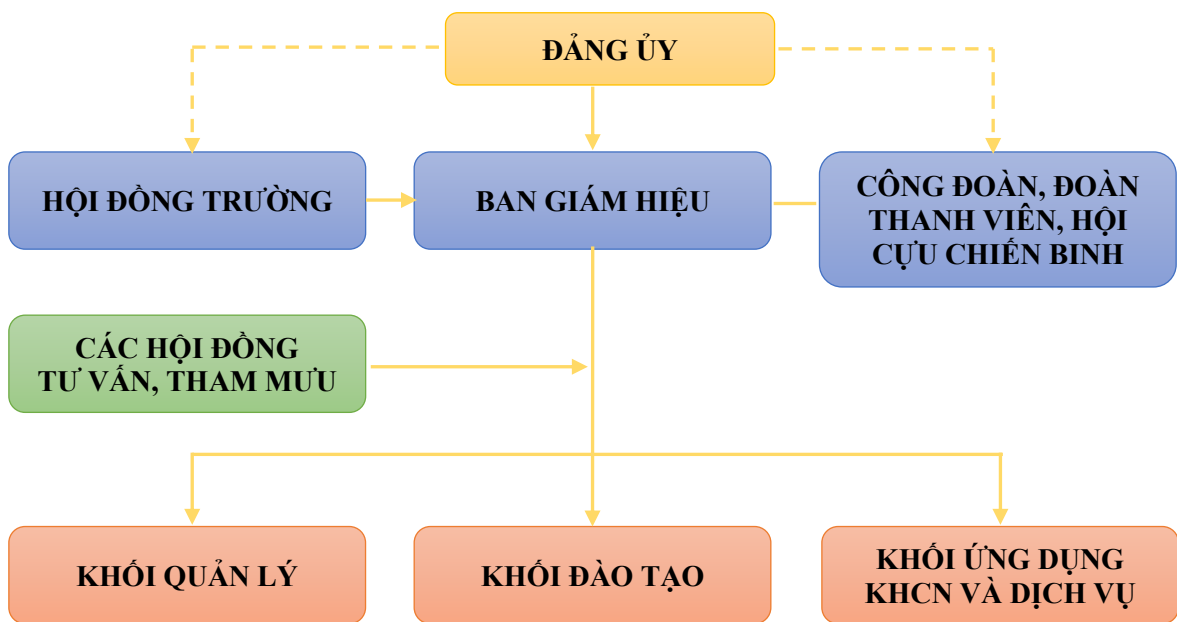 ĐẢNG ỦY
HỘI ĐỒNG TRƯỜNG
BAN GIÁM HIỆU
CÔNG ĐOÀN, ĐOÀN
THANH VIÊN, HỘI
CỰU CHIẾN BINH
CÁC HỘI ĐỒNG
TƯ VẤN, THAM MƯU
KHỐI QUẢN LÝ
KHỐI ĐÀO TẠO
KHỐI ỨNG DỤNG
KHCN VÀ DỊCH VỤ